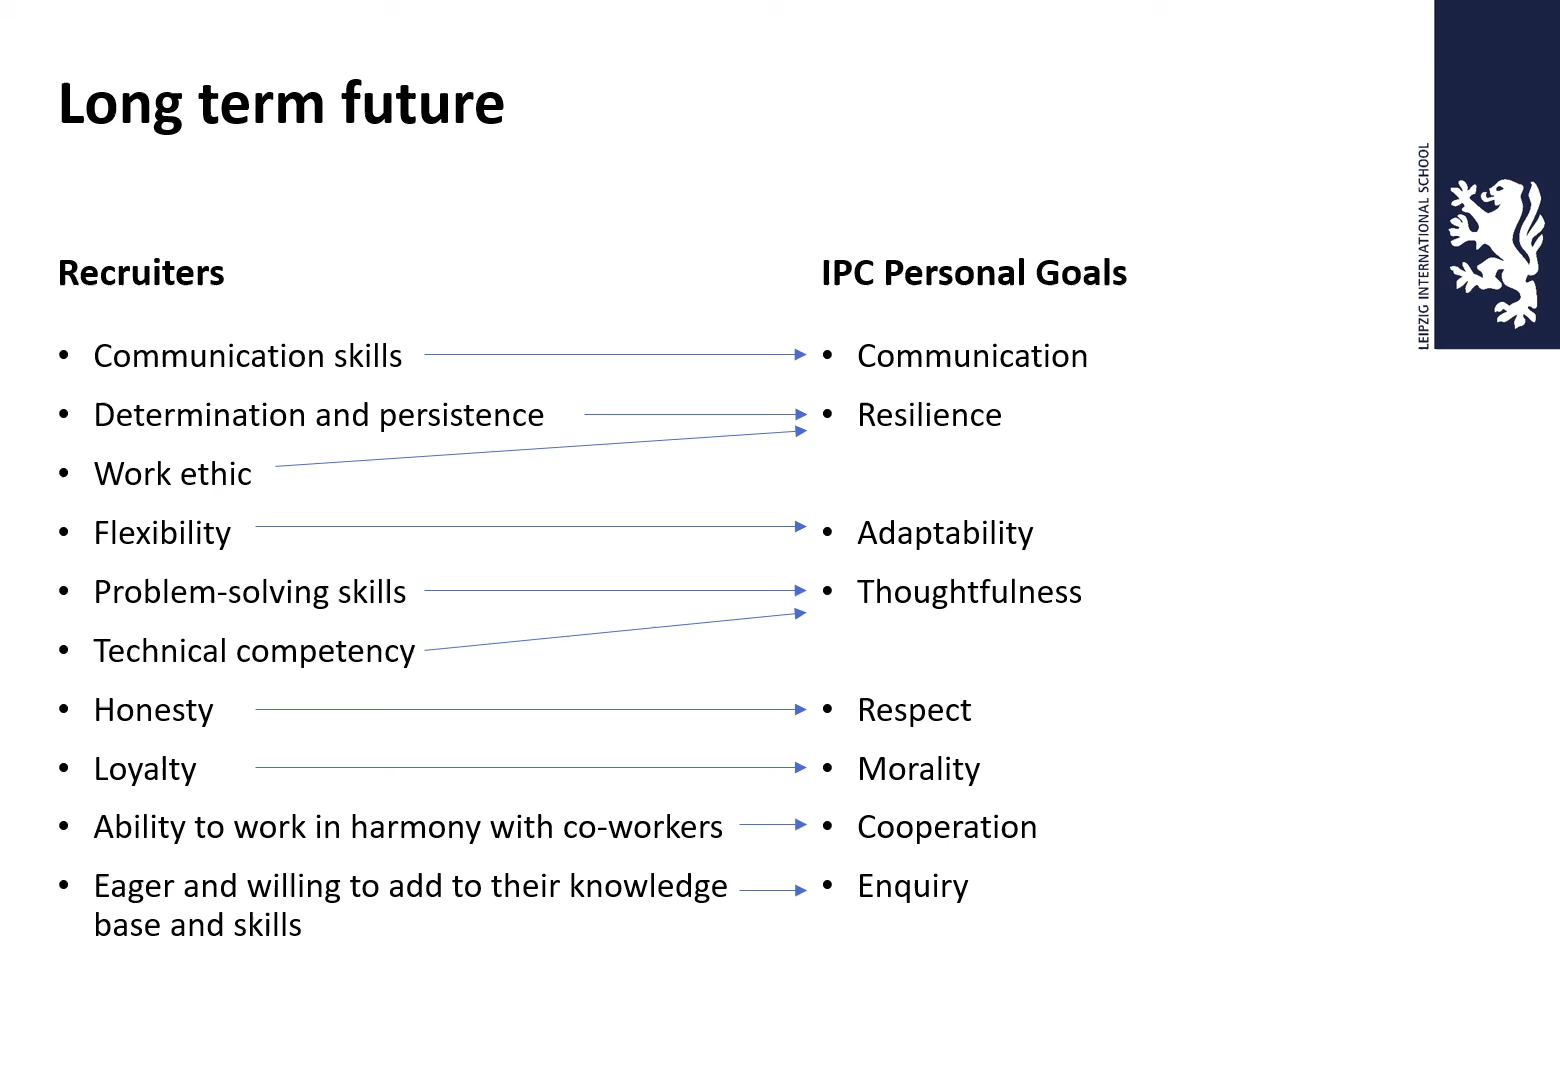 Long term future
LEIPZIG INTERNATIONAL SCHOOL
Recruiters
• Communication skills
• Determination and persistence
• Work ethic
• Flexibility
• Problem-solving skills
• Technical competency
• Honesty
• Loyalty
• Ability to work in harmony with co-workers
• Eager and willing to add to their knowledge
base and skills
IPC Personal Goals
• Communication
• Resilience
• Adaptability
• Thoughtfulness
• Respect
• Morality
• Cooperation
• Enquiry